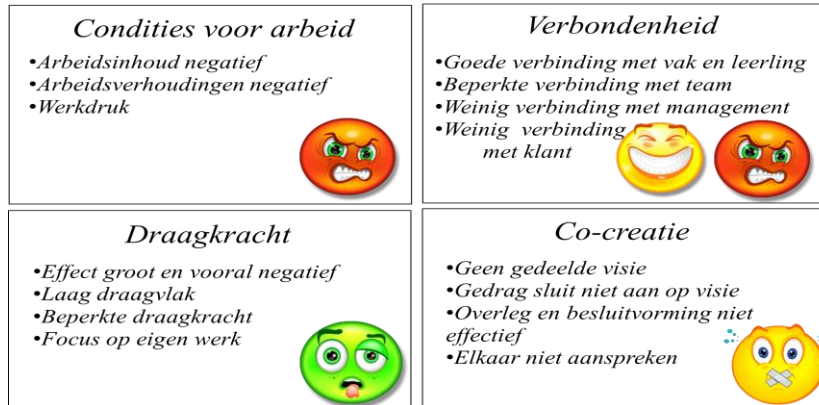 Condities voor arbeid
•Arbeidsinhoud negatief
•Arbeidsverhoudingen negatief
•Werkdruk
Verbondenheid
•Goede verbinding met vak en leerling
•Beperkte verbinding met team
•Weinig verbinding met management
•Weinig verbinding
met klant
Draagkracht
•Effect groot en vooral negatief
•Laag draagvlak
•Beperkte draagkracht
•Focus op eigen werk
Co-creatie
•Geen gedeelde visie
•Gedrag sluit niet aan op visie
•Overleg en besluitvorming niet
effectief
•Elkaar niet aanspreken